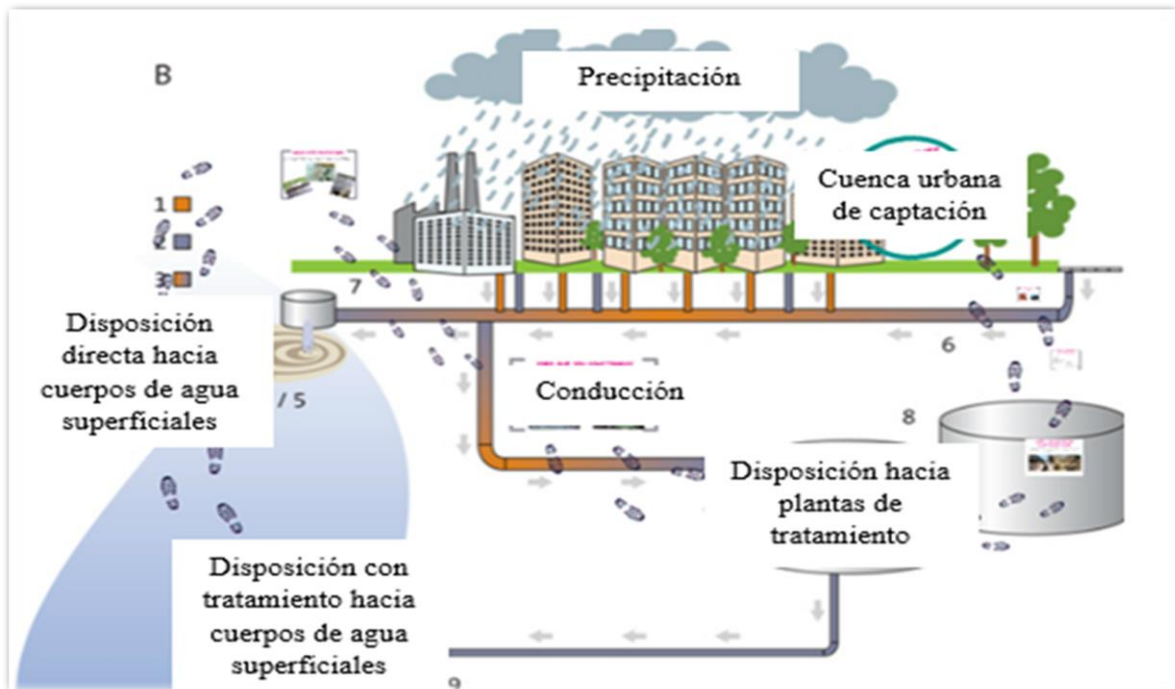 B
Precipitación
Cuenca urbana
de captación
1
2
3
7
Disposición
directa hacia
cuerpos de agua
superficiales
/ 5
6
Conducción
8
Disposición hacia
plantas de
tratamiento
Disposición con
tratamiento hacia
cuerpos de agua
superficiales
9